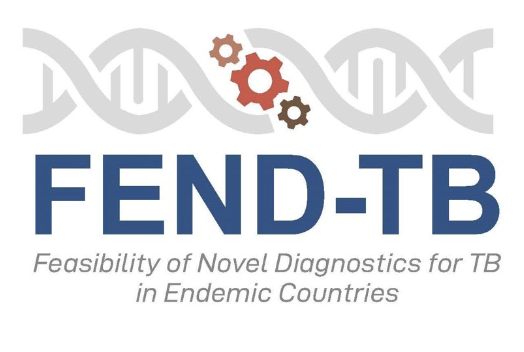 FEND-TB
Feasibility of Novel Diagnostics for TB
in Endemic Countries